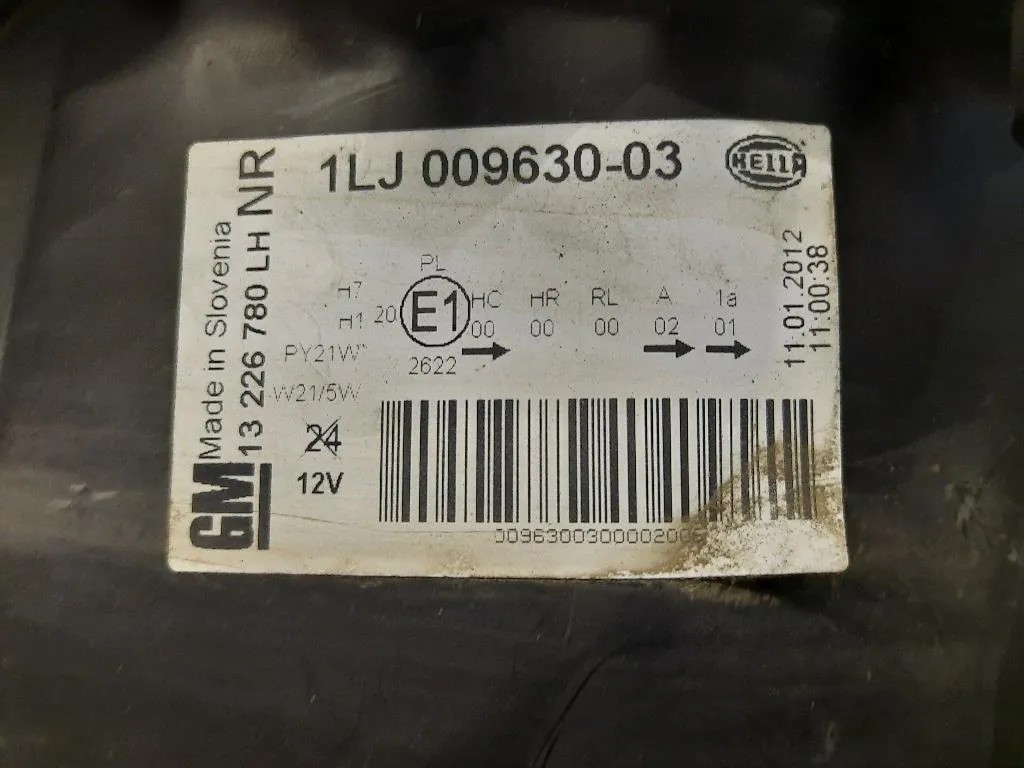 1LJ 009630-03
HELLA
Made in Slovenia
13 226 780 LH NR
GM
PL
H7
H1
20
E1
HC
HR
RL
A
1a
00
00
00
02
01
PY21W
2622
W21/5W
24
12V
11.01.2012
11:00:38